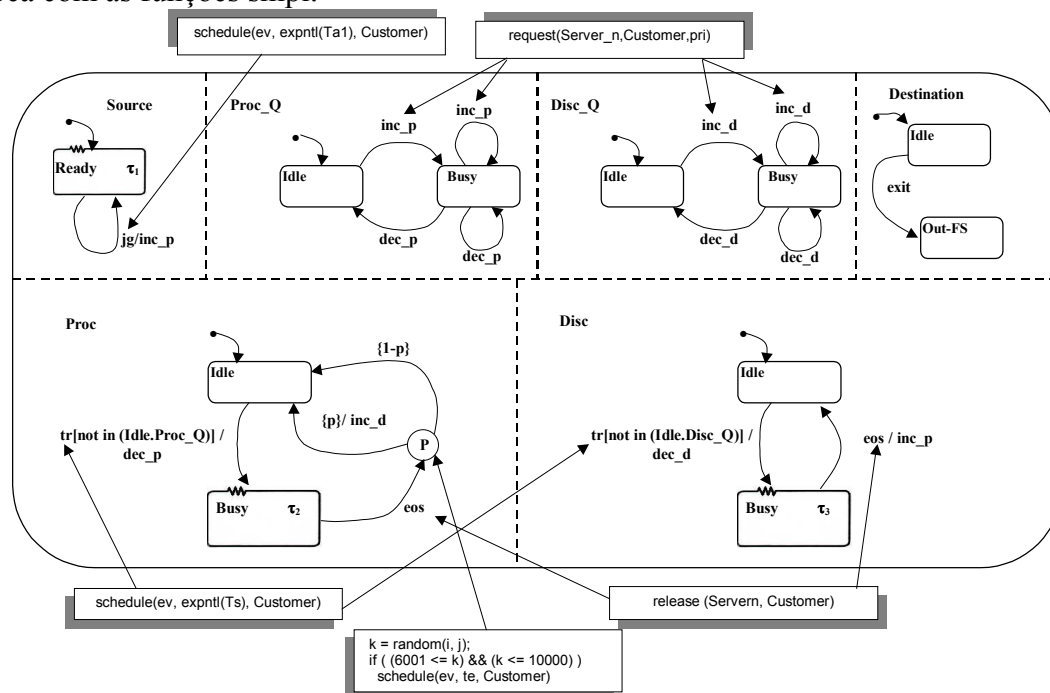 schedule(ev, expntl(Ta1), Customer)
request(Server_n,Customer,pri)
Source
Proc_Q
Disc_Q
Destination
inc_p
inc_p
inc_d
inc_d
Ready τ₁
Idle
Busy
Idle
Busy
Idle
exit
jg/inc_p
dec_p
dec_p
dec_d
dec_d
Out-FS
Proc
Disc
{1-p}
Idle
Idle
{p}/ inc_d
P
tr[not in (Idle.Proc_Q)] /
dec_p
tr[not in (Idle.Disc_Q)] /
dec_d
eos / inc_p
Busy τ₂
eos
Busy τ₃
schedule(ev, expntl(Ts), Customer)
release (Servern, Customer)
k = random(i, j);
if ( (6001 <= k) && (k <= 10000) )
schedule(ev, te, Customer)